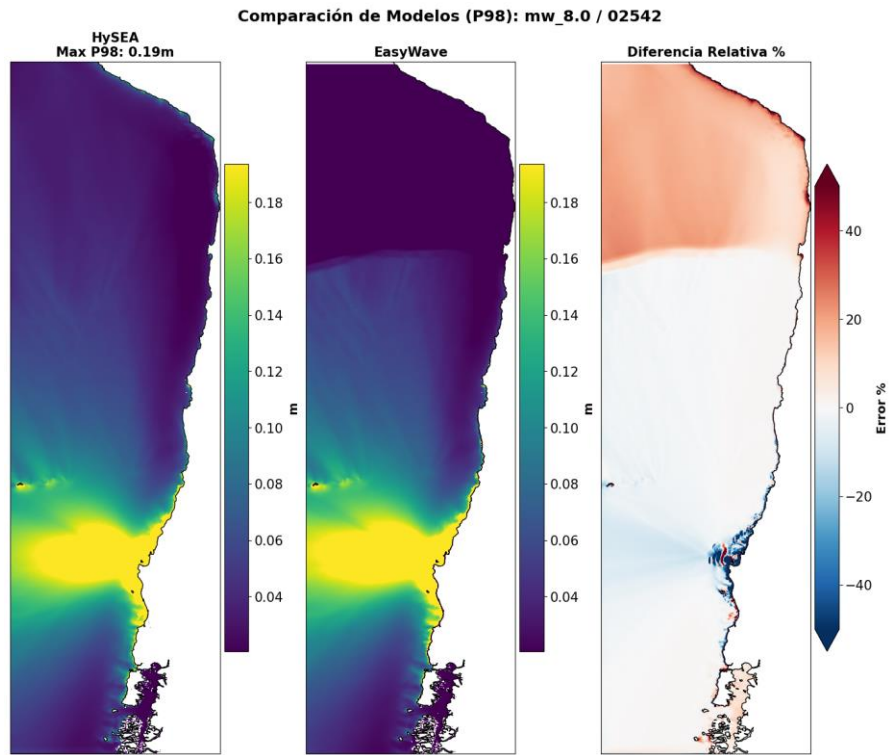 Comparación de Modelos (P98): mw_8.0 / 02542
HySEA
Max P98: 0.19m
EasyWave
Diferencia Relativa %
0.18
0.16
0.14
0.12
0.10
0.08
0.06
0.04
m
0.18
0.16
0.14
0.12
0.10
0.08
0.06
0.04
m
40
20
0
−20
−40
Error %